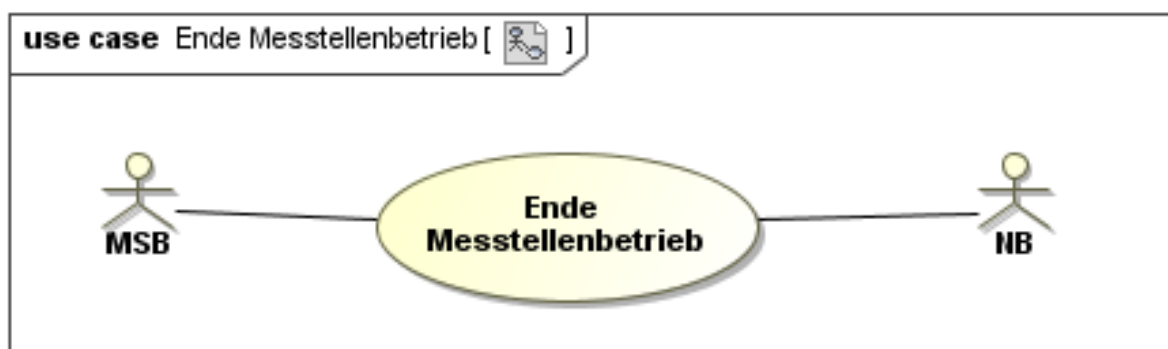 use case Ende Messtellenbetrieb [ ]
Ende
Messtellenbetrieb
MSB
NB